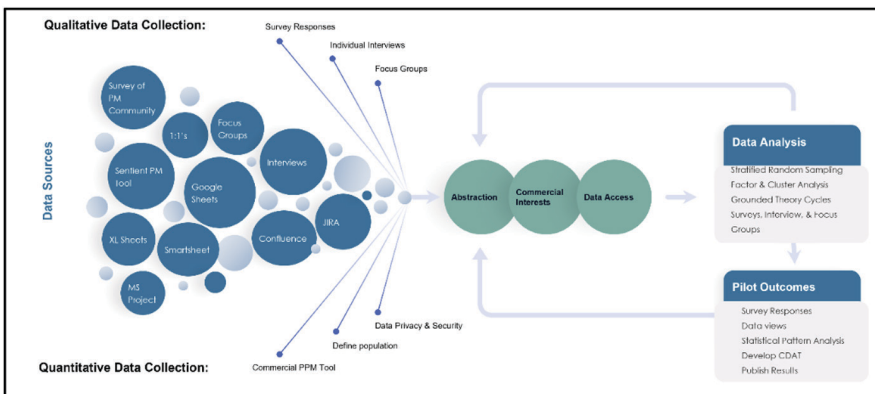 Qualitative Data Collection:
Survey Responses
Individual Interviews
Focus Groups
Data Sources
Survey of
PM
Community
1:1's
Focus
Groups
Sentient PM
Tool
Google
Sheets
Interviews
XL Sheets
Smartsheet
Confluence
JIRA
MS
Project
Abstraction
Commercial
Interests
Data Access
Data Analysis
Stratified Random Sampling
Factor & Cluster Analysis
Grounded Theory Cycles
Surveys, Interview, & Focus
Groups
Pilot Outcomes
Survey Responses
Data views
Statistical Pattern Analysis
Develop CDAT
Publish Results
Data Privacy & Security
Define population
Commercial PPM Tool
Quantitative Data Collection: